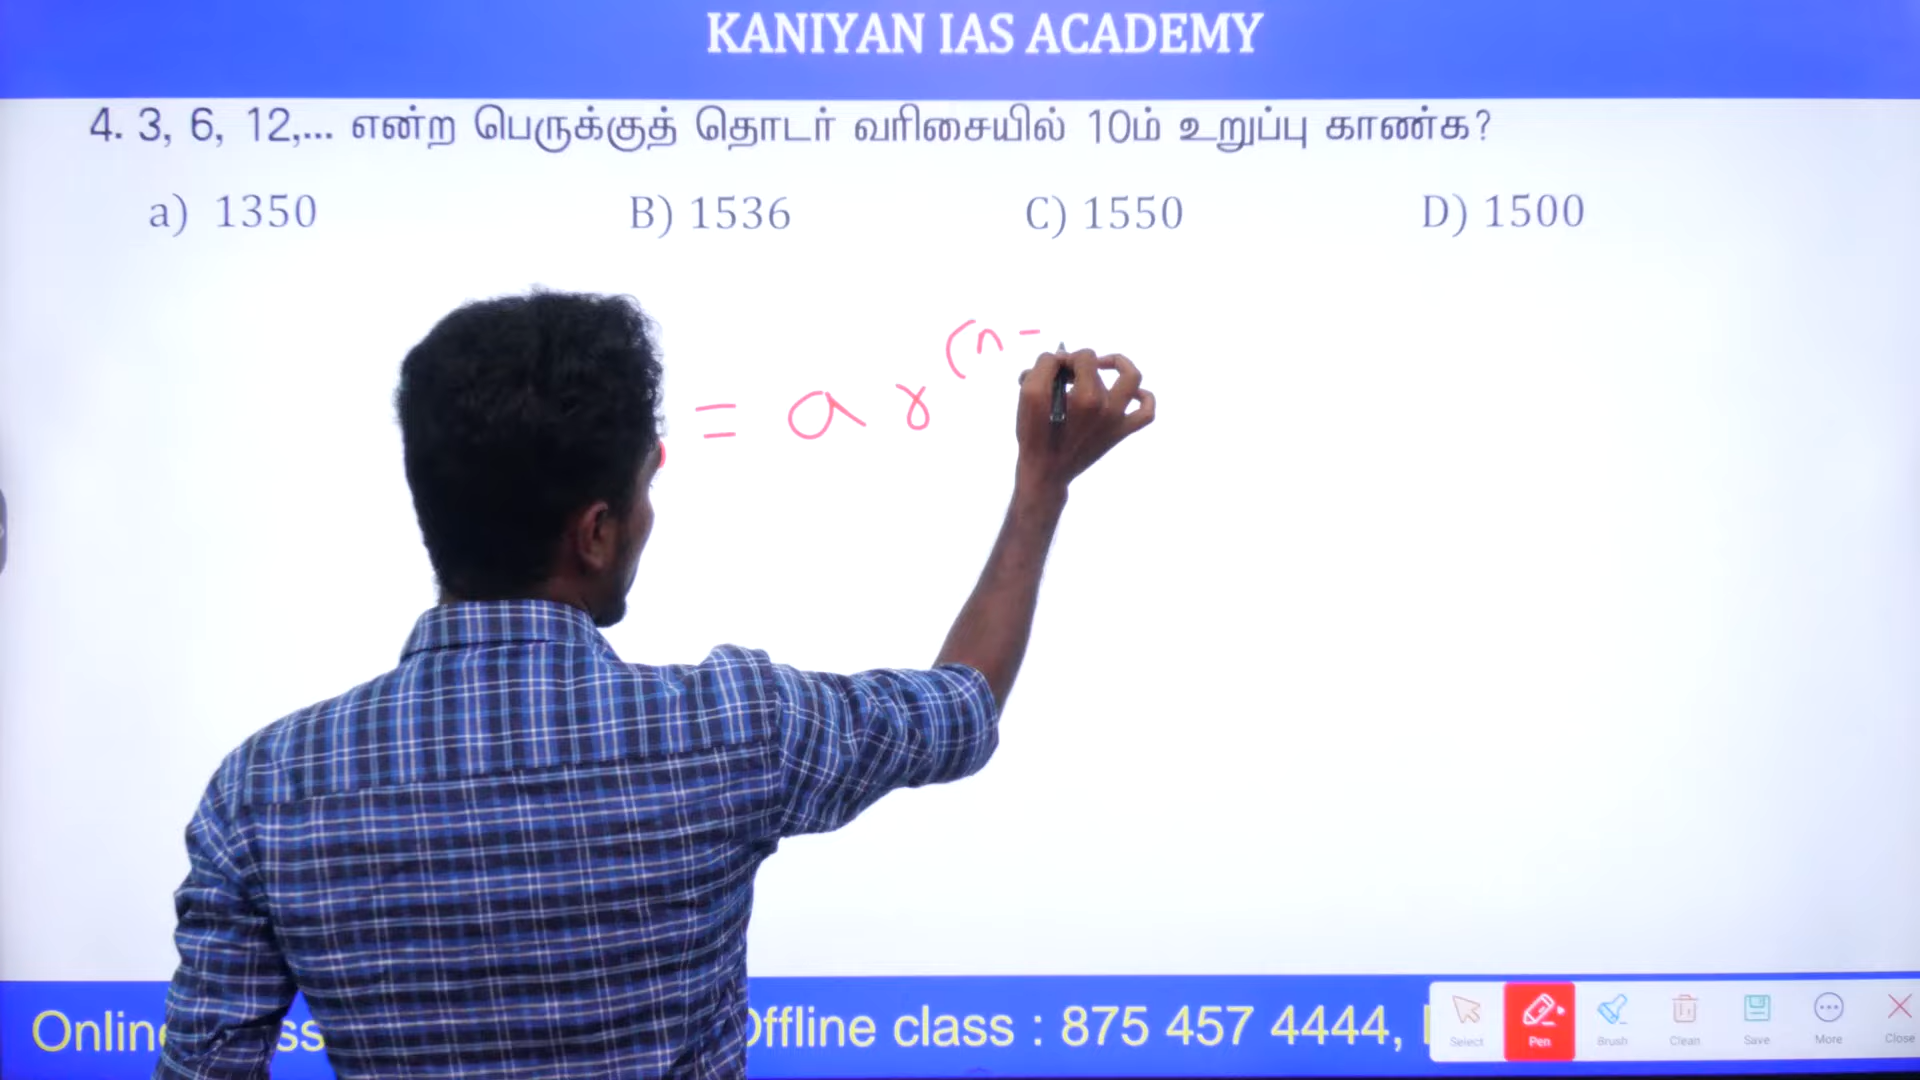 KANIYAN IAS ACADEMY
4. 3, 6, 12,... என்ற பெருக்குத் தொடர் வரிசையில் 10ம் உறுப்பு காண்க?
a) 1350 B) 1536 C) 1550 D) 1500
= a r (n -
Offline class : 875 457 4444,
Select Pen Brush Clean Save More Close